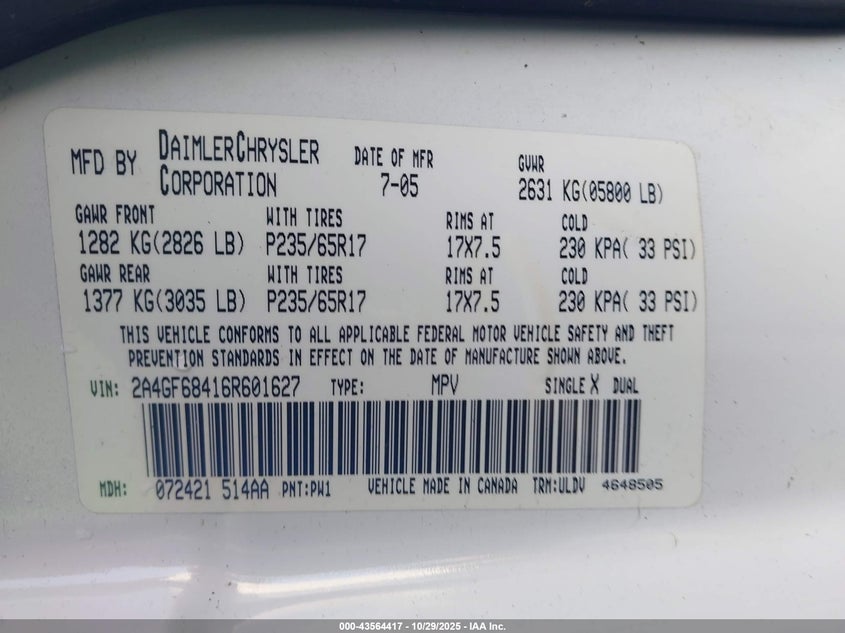 MFD BY DAIMLERCHRYSLER CORPORATION DATE OF MFR 7-05 GVWR 2631 KG(05800 LB)
GAWR FRONT WITH TIRES RIMS AT COLD
1282 KG(2826 LB) P235/65R17 17X7.5 230 KPA( 33 PSI)
GAWR REAR WITH TIRES RIMS AT COLD
1377 KG(3035 LB) P235/65R17 17X7.5 230 KPA( 33 PSI)
THIS VEHICLE CONFORMS TO ALL APPLICABLE FEDERAL MOTOR VEHICLE SAFETY AND THEFT
PREVENTION STANDARDS IN EFFECT ON THE DATE OF MANUFACTURE SHOWN ABOVE.
VIN: 2A4GF68416R601627 TYPE: MPV SINGLE X DUAL
MDH: 072421 514AA PNT:PW1 VEHICLE MADE IN CANADA TRM:ULDV 4648505
000-43564417 - 10/29/2025 - IAA Inc.